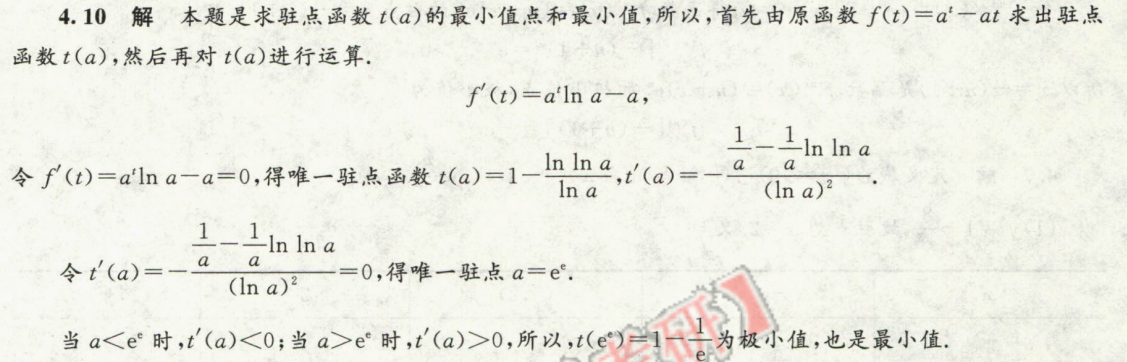 4.10 解 本题是求驻点函数 t(a)的最小值点和最小值,所以,首先由原函数 f(t)=a^t-at 求出驻点
函数 t(a),然后再对 t(a)进行运算.
f′(t)=a^t ln a-a,
令 f′(t)=a^t ln a-a=0,得唯一驻点函数 t(a)=1-\frac{ln ln a}{ln a},t′(a)=-\frac{\frac{1}{a}-\frac{1}{a}ln ln a}{(ln a)^2}.
令 t′(a)=-\frac{\frac{1}{a}-\frac{1}{a}ln ln a}{(ln a)^2}=0,得唯一驻点 a=e^e.
当 a<e^e 时,t′(a)<0;当 a>e^e 时,t′(a)>0,所以,t(e^e)=1-\frac{1}{e}为极小值,也是最小值.
考研】